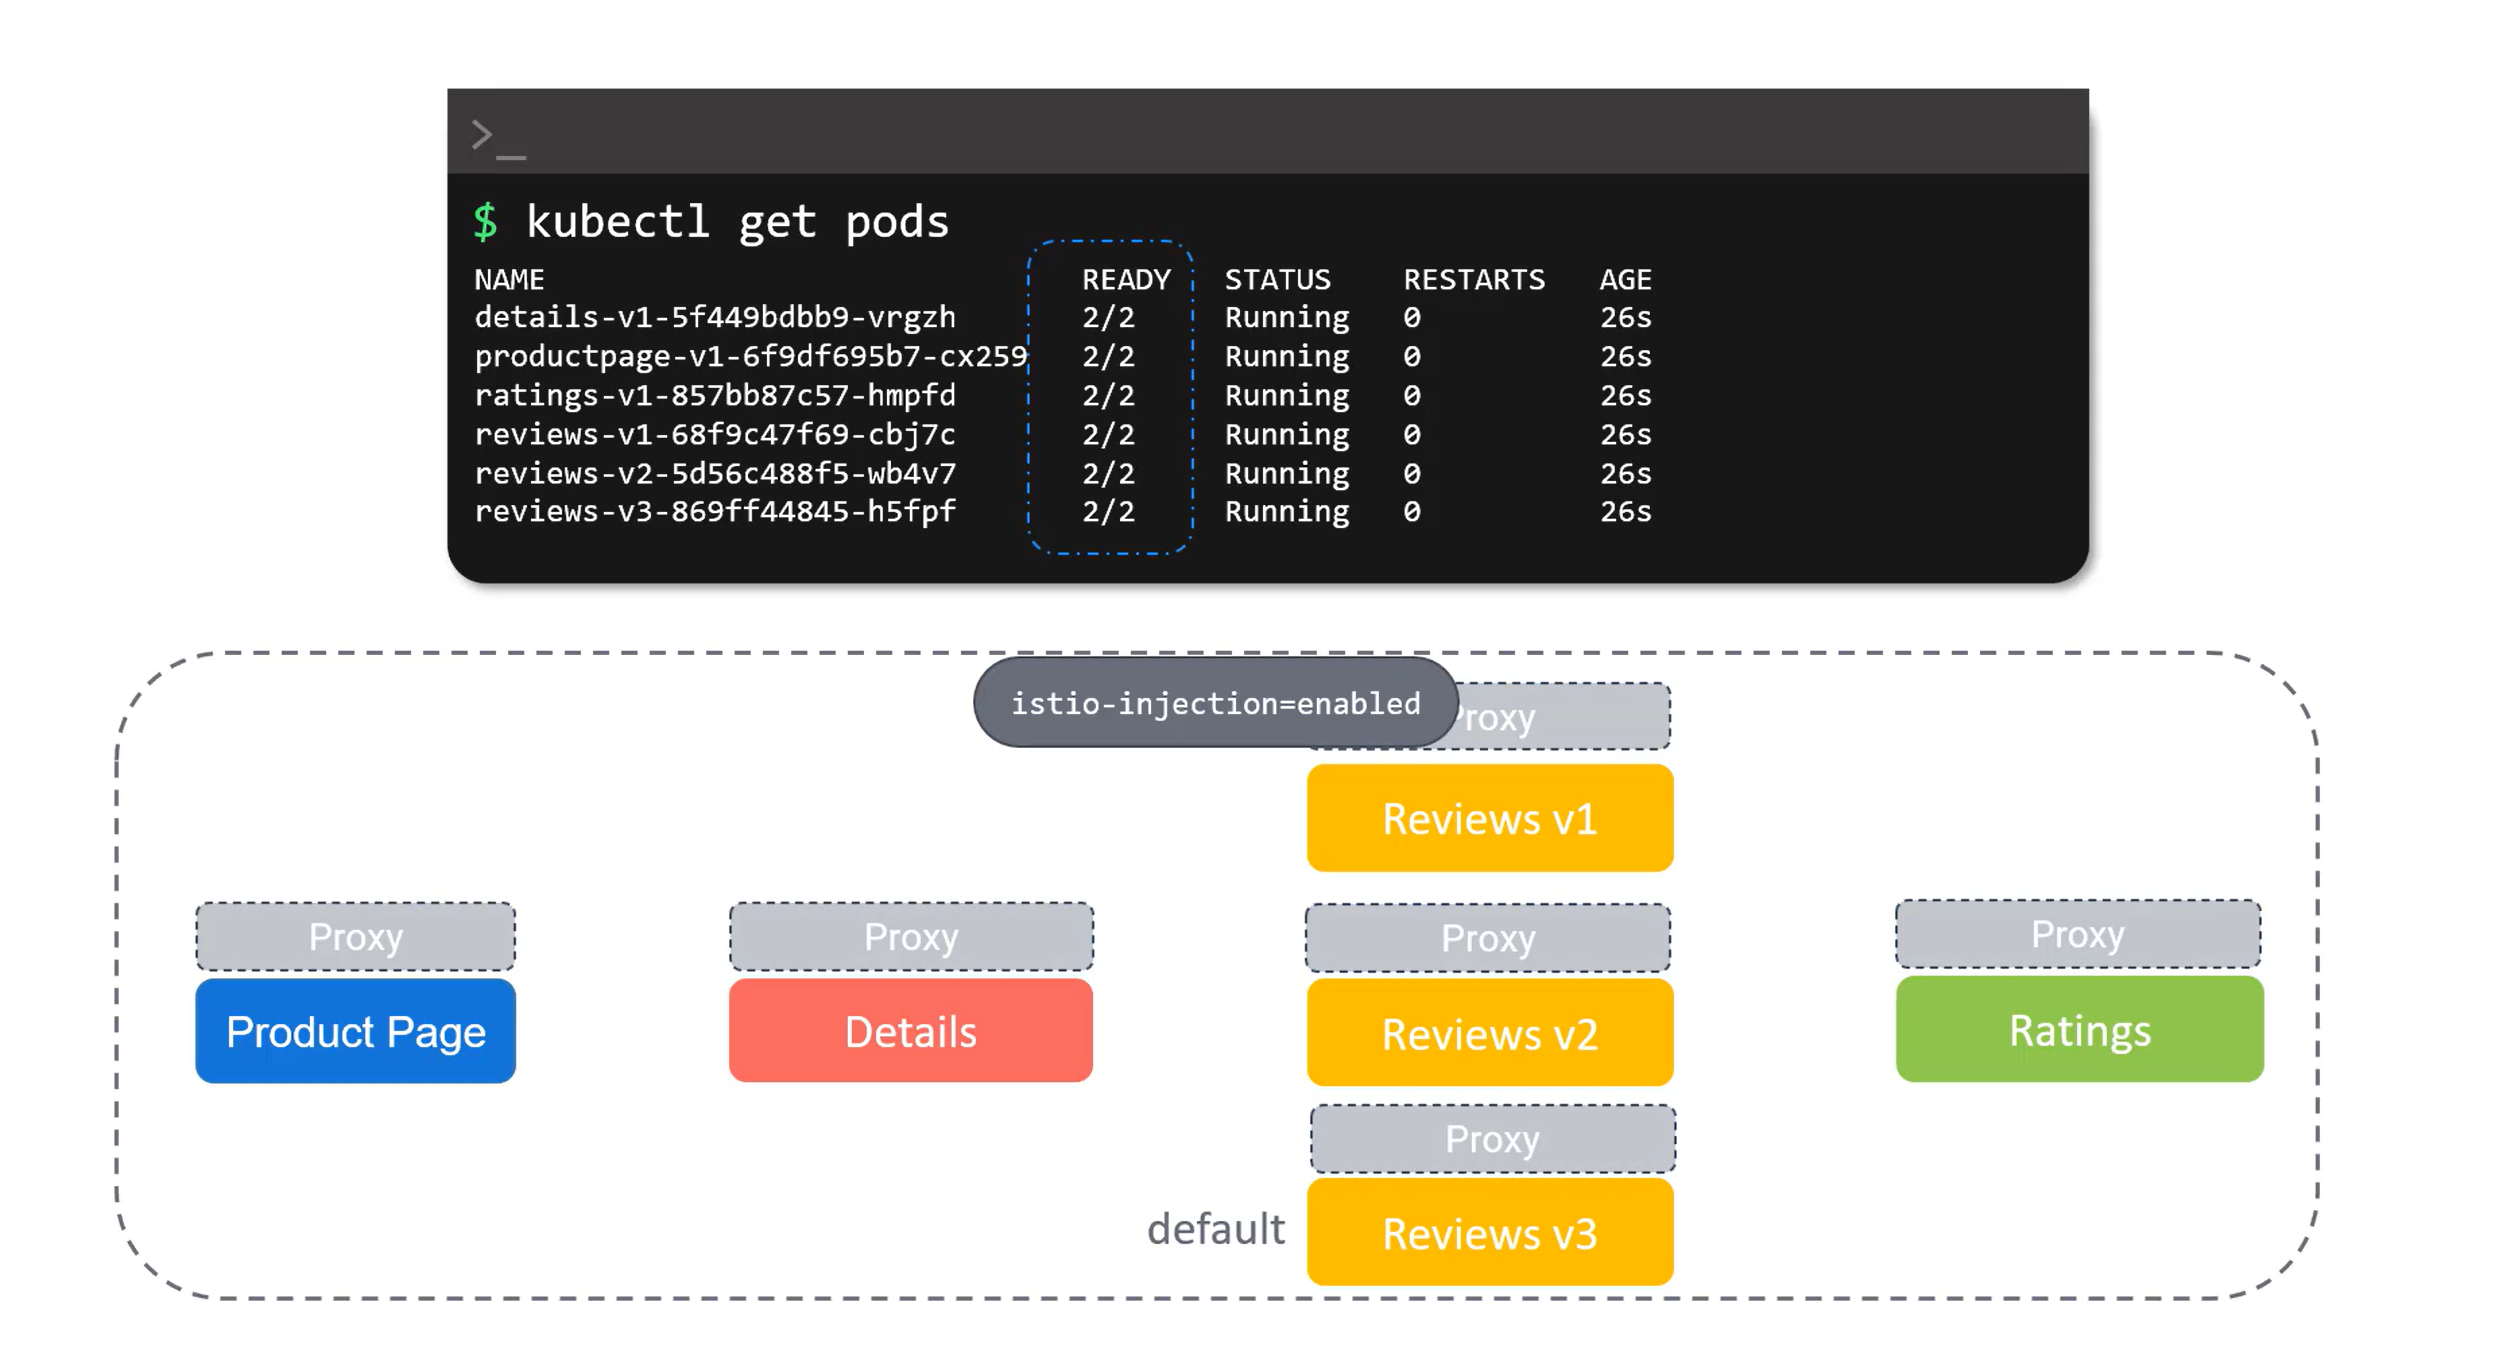 >_
$ kubectl get pods
NAME READY STATUS RESTARTS AGE
details-v1-5f449bdbb9-vrgzh 2/2 Running 0 26s
productpage-v1-6f9df695b7-cx259 2/2 Running 0 26s
ratings-v1-857bb87c57-hmpfd 2/2 Running 0 26s
reviews-v1-68f9c47f69-cbj7c 2/2 Running 0 26s
reviews-v2-5d56c488f5-wb4v7 2/2 Running 0 26s
reviews-v3-869ff44845-h5fpf 2/2 Running 0 26s
istio-injection=enabled
Proxy
Reviews v1
Proxy
Product Page
Proxy
Details
Proxy
Reviews v2
Proxy
Ratings
Proxy
default
Reviews v3